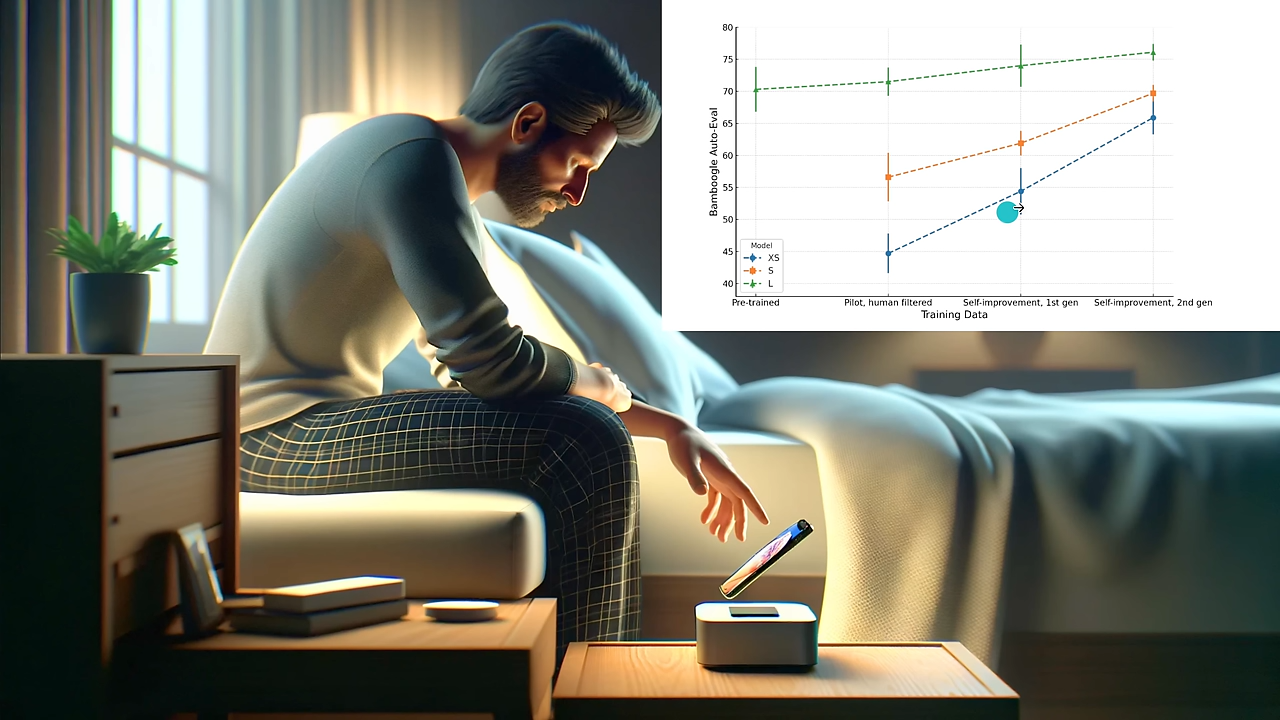 80
75
70
65
60
55
50
45
40
Bamboogle Auto-Eval
Model
XS
S
L
Pre-trained
Pilot, human filtered
Self-improvement, 1st gen
Self-improvement, 2nd gen
Training Data